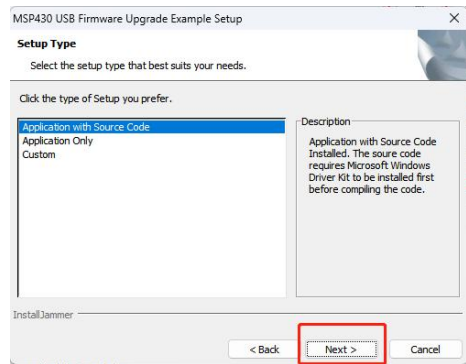 MSP430 USB Firmware Upgrade Example Setup
Setup Type
Select the setup type that best suits your needs.
Click the type of Setup you prefer.
Application with Source Code
Application Only
Custom
Description
Application with Source Code
Installed. The soure code
requires Microsoft Windows
Driver Kit to be installed first
before compiling the code.
InstallJammer
< Back
Next >
Cancel